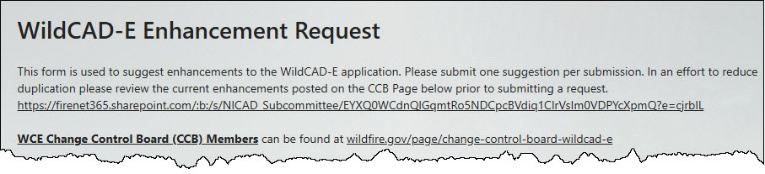 WildCAD-E Enhancement Request
This form is used to suggest enhancements to the WildCAD-E application. Please submit one suggestion per submission. In an effort to reduce
duplication please review the current enhancements posted on the CCB Page below prior to submitting a request.
https://firenet365.sharepoint.com/:b:/s/NICAD_Subcommittee/EYXQ0WCdnQlGqmtRo5NDCpcBVdiq1ClrVsIm0VDPYcXpmQ?e=cjrblL
WCE Change Control Board (CCB) Members can be found at wildfire.gov/page/change-control-board-wildcad-e